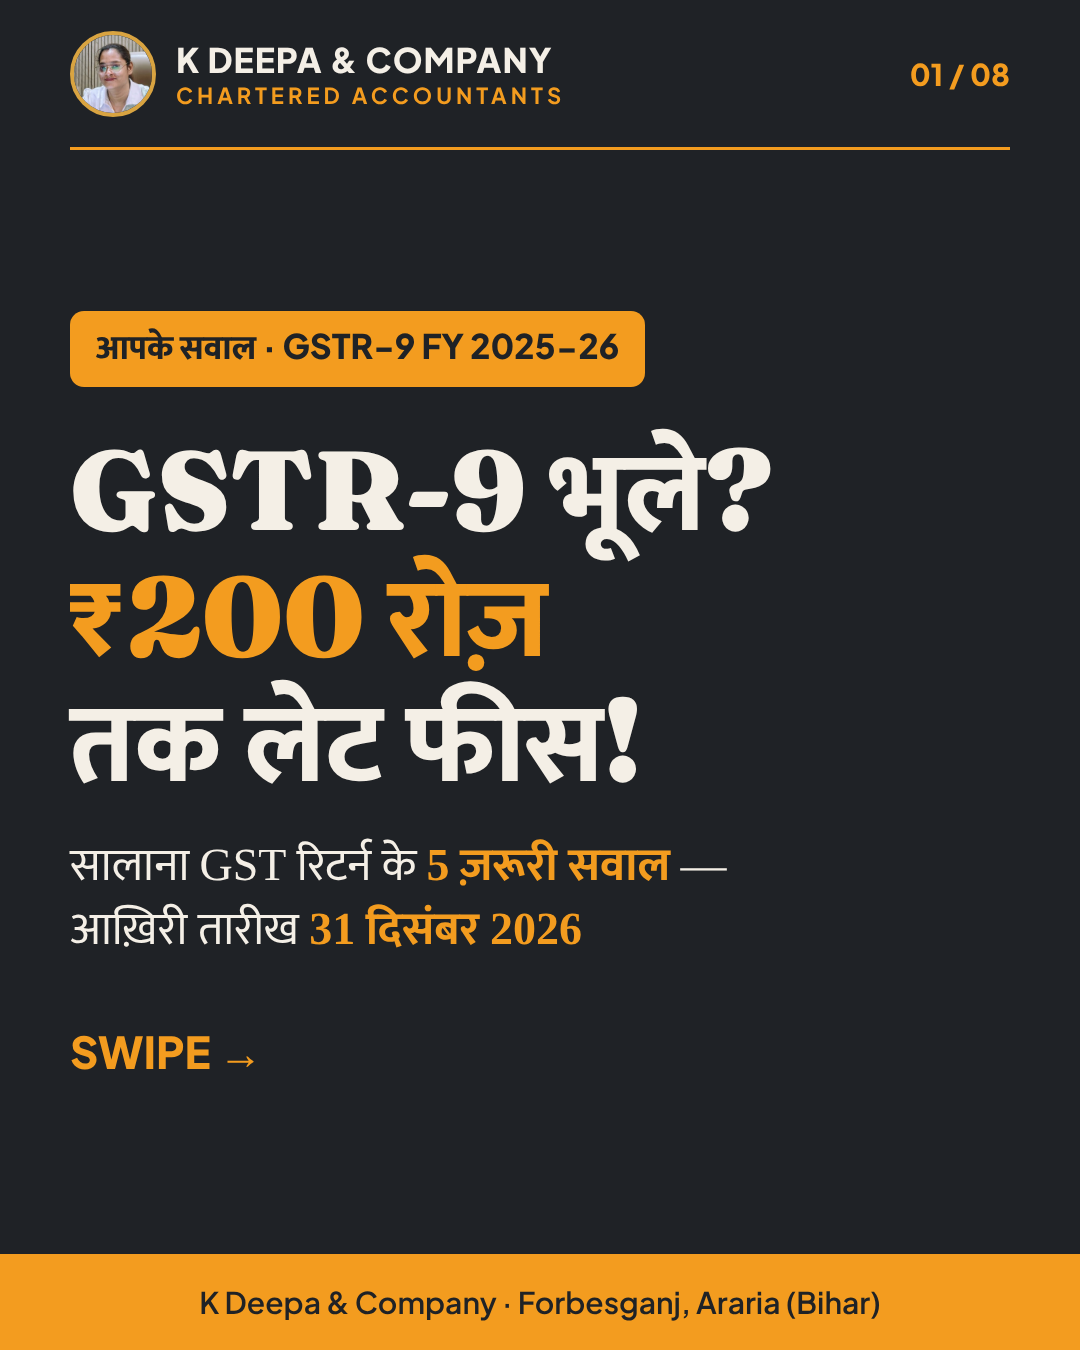 K DEEPA & COMPANY
CHARTERED ACCOUNTANTS
01 / 08
आपके सवाल · GSTR-9 FY 2025-26
GSTR-9 भूले?
₹200 रोज़
तक लेट फीस!
सालाना GST रिटर्न के 5 ज़रूरी सवाल —
आख़िरी तारीख 31 दिसंबर 2026
SWIPE →
K Deepa & Company · Forbesganj, Araria (Bihar)